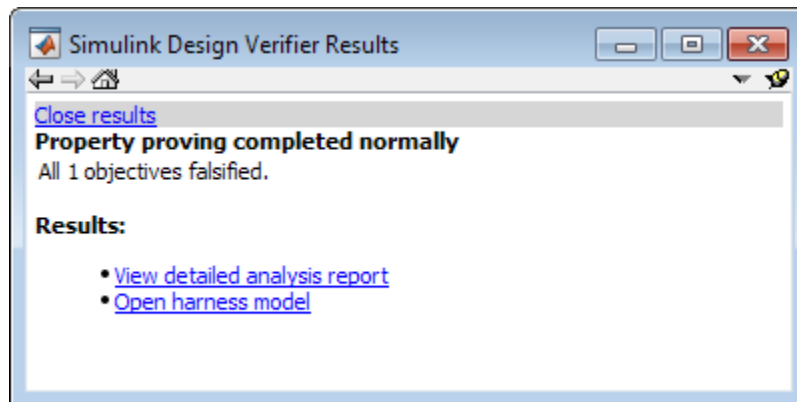 Simulink Design Verifier Results
Close results
Property proving completed normally
All 1 objectives falsified.
Results:
View detailed analysis report
Open harness model